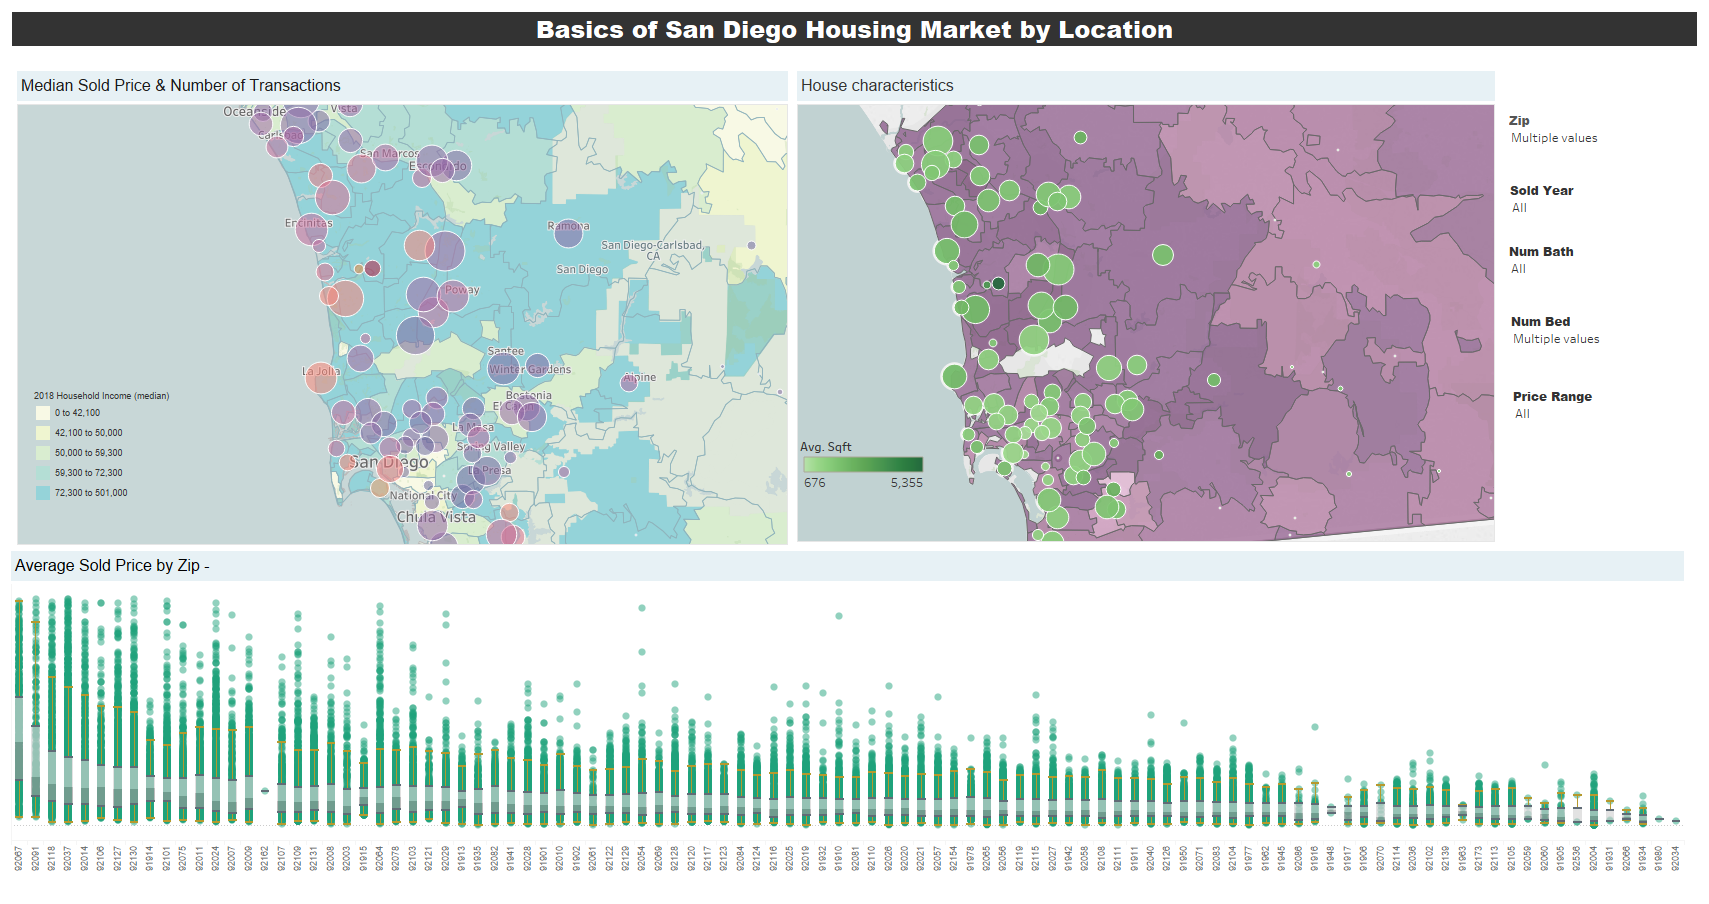 Basics of San Diego Housing Market by Location
Median Sold Price & Number of Transactions
House characteristics
Oceanside
Vista
Carlsbad
San Marcos
Escondido
Encinitas
Ramona
San Diego-Carlsbad, CA
San Diego
Poway
Santee
Winter Gardens
La Jolla
Alpine
Bostonia
El Cajon
La Mesa
Spring Valley
San Diego
La Presa
National City
Chula Vista
2018 Household Income (median)
0 to 42,100
42,100 to 50,000
50,000 to 59,300
59,300 to 72,300
72,300 to 501,000
Avg. Sqft
676 5,355
Zip
Multiple values
Sold Year
All
Num Bath
All
Num Bed
Multiple values
Price Range
All
Average Sold Price by Zip -
92067 92091 92118 92037 92014 92106 92127 92130 91914 92101 92075 92011 92024 92007 92009 92162 92107 92109 92131 92008 92003 91915 92064 92078 92103 92121 92029 91913 91935 92082 91941 92028 91901 92010 91902 92061 92122 92129 92054 92069 92128 92120 92117 92123 92084 92124 92116 92025 92019 91932 91910 92081 92110 92026 92020 92021 92057 92154 91978 92065 92056 92119 92115 92027 91942 92058 92108 92111 91911 92040 92126 91950 92071 92083 92104 91977 91962 91945 92086 91916 91948 91917 91906 92070 92114 92036 92102 92139 91963 92173 92113 92105 92059 92060 91905 92536 92004 91931 92066 91934 91980 92034